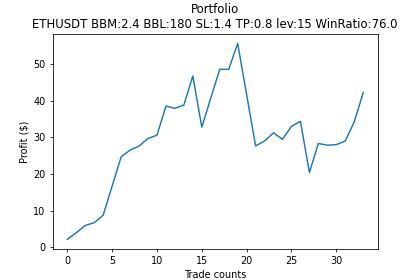 Portfolio
ETHUSDT BBM:2.4 BBL:180 SL:1.4 TP:0.8 lev:15 WinRatio:76.0
Profit ($)
50
40
30
20
10
0
0 5 10 15 20 25 30
Trade counts